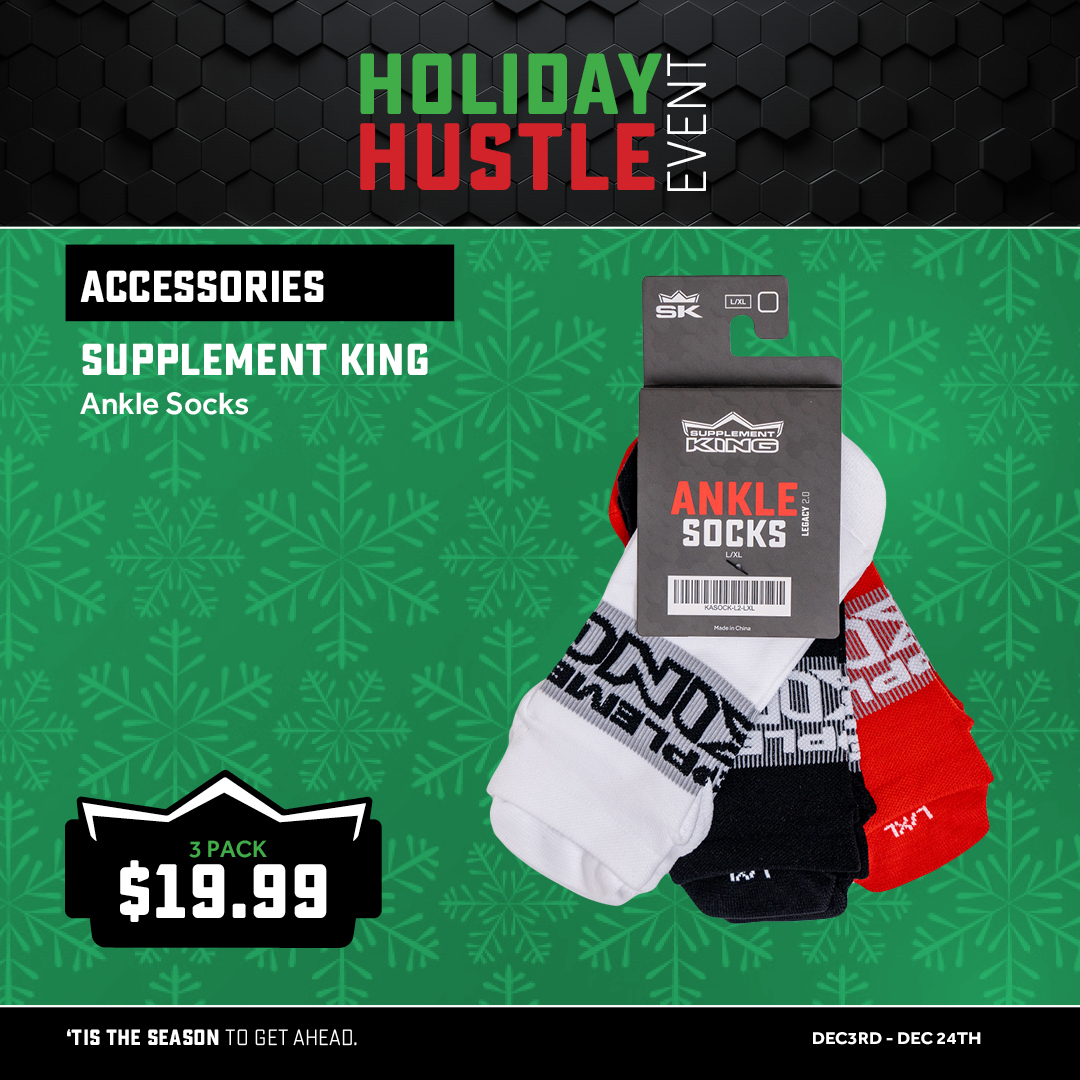 HOLIDAY
HUSTLE
EVENT
ACCESSORIES
SUPPLEMENT KING
Ankle Socks
SK
L/XL
SUPPLEMENT
KING
ANKLE
SOCKS
LEGACY 2.0
L/XL
KASOCK-L2-LXL
Made in China
L/XL
3 PACK
$19.99
'TIS THE SEASON TO GET AHEAD.
DEC3RD - DEC 24TH